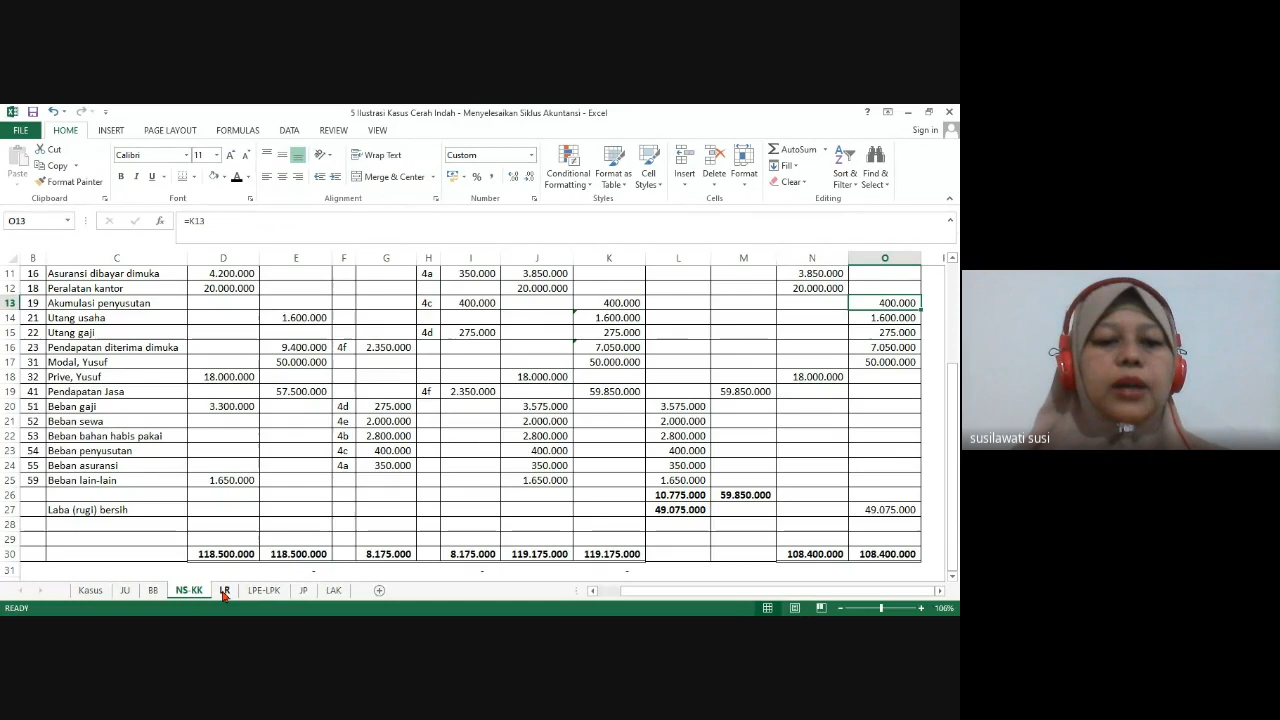 5 Ilustrasi Kasus Cerah Indah - Menyelesaikan Siklus Akuntansi - Excel
FILE HOME INSERT PAGE LAYOUT FORMULAS DATA REVIEW VIEW Sign in
Cut Calibri 11 Wrap Text Custom AutoSum
Paste Copy Conditional Format as Cell Insert Delete Format Fill Sort & Find &
Format Painter B I U Merge & Center Formatting Table Styles Clear Filter Select
Clipboard Font Alignment Number Styles Cells Editing
O13 =K13
B C D E F G H I J K L M N O
11 16 Asuransi dibayar dimuka 4.200.000 4a 350.000 3.850.000 3.850.000
12 18 Peralatan kantor 20.000.000 20.000.000 20.000.000
13 19 Akumulasi penyusutan 4c 400.000 400.000 400.000
14 21 Utang usaha 1.600.000 1.600.000 1.600.000
15 22 Utang gaji 4d 275.000 275.000 275.000
16 23 Pendapatan diterima dimuka 9.400.000 4f 2.350.000 7.050.000 7.050.000
17 31 Modal, Yusuf 50.000.000 50.000.000 50.000.000
18 32 Prive, Yusuf 18.000.000 18.000.000 18.000.000
19 41 Pendapatan Jasa 57.500.000 4f 2.350.000 59.850.000 59.850.000
20 51 Beban gaji 3.300.000 4d 275.000 3.575.000 3.575.000
21 52 Beban sewa 4e 2.000.000 2.000.000 2.000.000
22 53 Beban bahan habis pakai 4b 2.800.000 2.800.000 2.800.000
23 54 Beban penyusutan 4c 400.000 400.000 400.000
24 55 Beban asuransi 4a 350.000 350.000 350.000
25 59 Beban lain-lain 1.650.000 1.650.000 1.650.000
26 10.775.000 59.850.000
27 Laba (rugi) bersih 49.075.000 49.075.000
28
29
30 118.500.000 118.500.000 8.175.000 8.175.000 119.175.000 119.175.000 108.400.000 108.400.000
31 - - -
Kasus JU BB NS-KK LR LPE-LPK JP LAK
READY 106%
susilawati susi